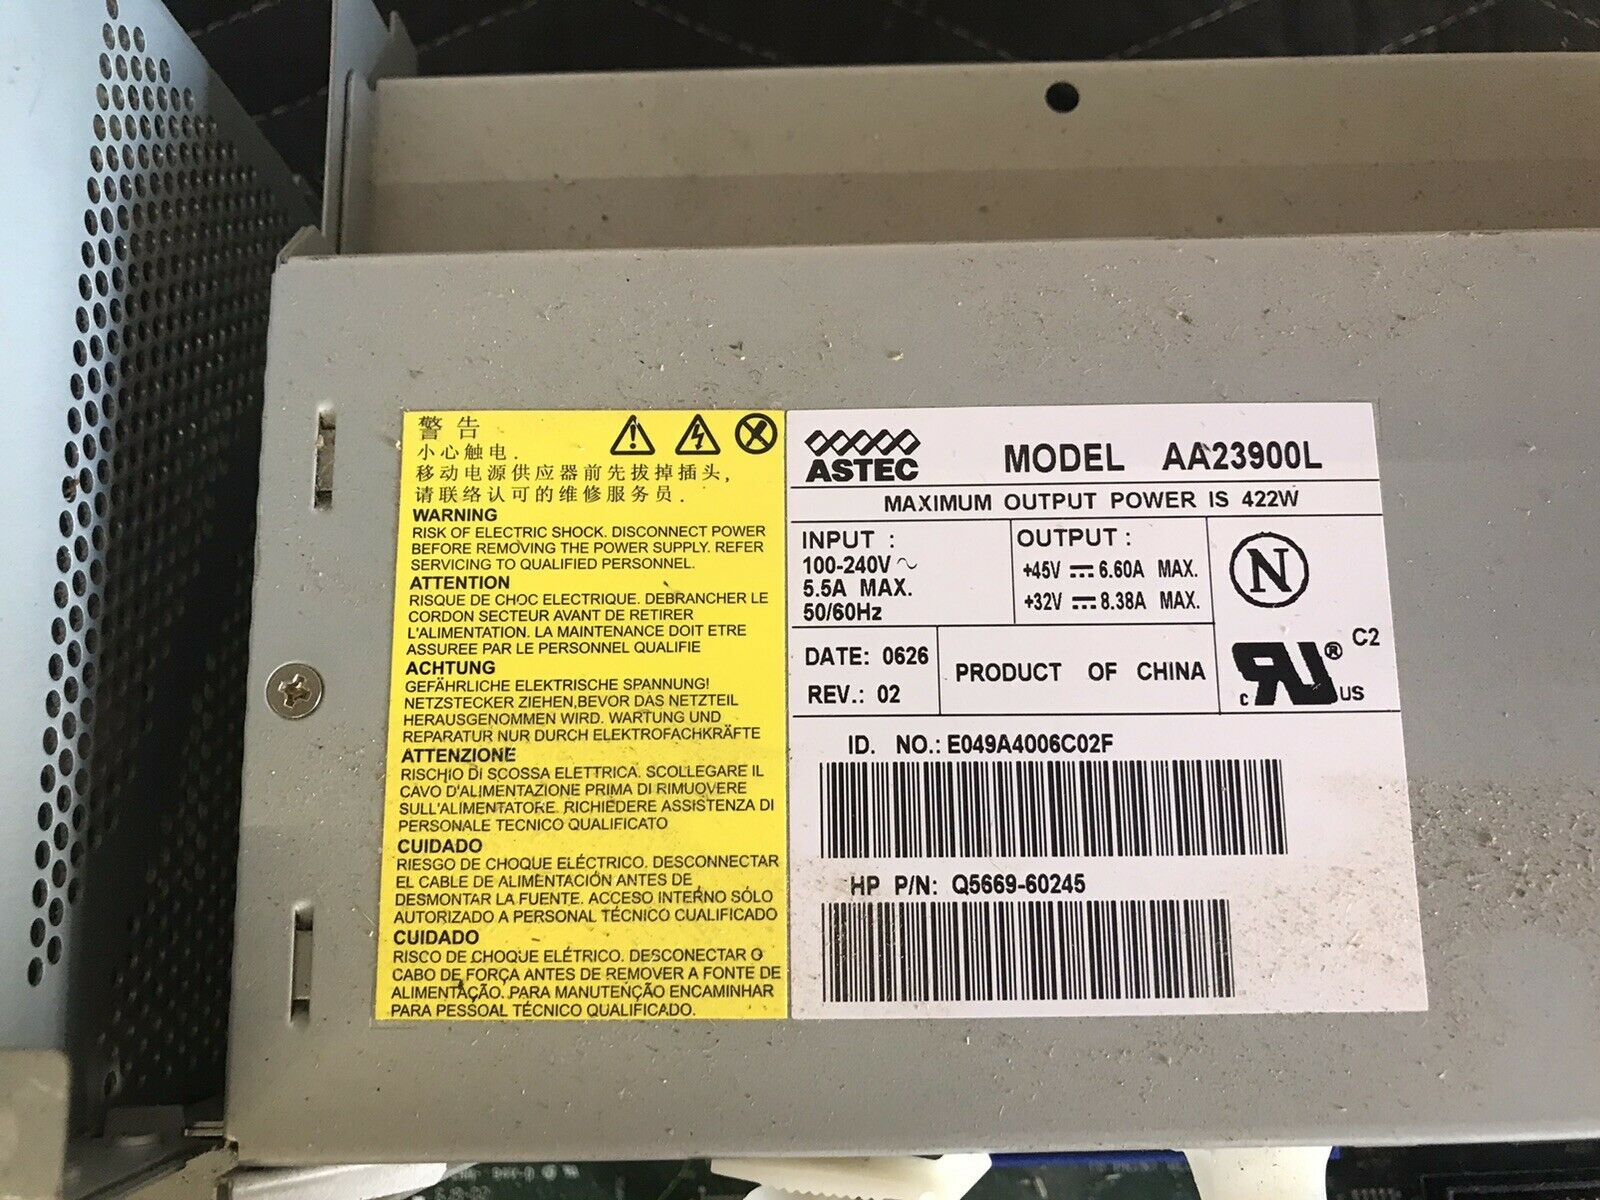 警 告
小心触电.
移动电源供应器前先拔掉插头,
请联络认可的维修服务员.
WARNING
RISK OF ELECTRIC SHOCK. DISCONNECT POWER
BEFORE REMOVING THE POWER SUPPLY. REFER
SERVICING TO QUALIFIED PERSONNEL.
ATTENTION
RISQUE DE CHOC ELECTRIQUE. DEBRANCHER LE
CORDON SECTEUR AVANT DE RETIRER
L'ALIMENTATION. LA MAINTENANCE DOIT ETRE
ASSUREE PAR LE PERSONNEL QUALIFIE
ACHTUNG
GEFÄHRLICHE ELEKTRISCHE SPANNUNG!
NETZSTECKER ZIEHEN,BEVOR DAS NETZTEIL
HERAUSGENOMMEN WIRD. WARTUNG UND
REPARATUR NUR DURCH ELEKTROFACHKRÄFTE
ATTENZIONE
RISCHIO DI SCOSSA ELETTRICA. SCOLLEGARE IL
CAVO D'ALIMENTAZIONE PRIMA DI RIMUOVERE
SULL'ALIMENTATORE. RICHIEDERE ASSISTENZA DI
PERSONALE TECNICO QUALIFICATO
CUIDADO
RIESGO DE CHOQUE ELÉCTRICO. DESCONNECTAR
EL CABLE DE ALIMENTACIÓN ANTES DE
DESMONTAR LA FUENTE. ACCESO INTERNO SÓLO
AUTORIZADO A PERSONAL TÉCNICO CUALIFICADO
CUIDADO
RISCO DE CHOQUE ELÉTRICO. DESCONECTAR O
CABO DE FORÇA ANTES DE REMOVER A FONTE DE
ALIMENTAÇÃO. PARA MANUTENÇÃO ENCAMINHAR
PARA PESSOAL TÉCNICO QUALIFICADO.
ASTEC
MODEL AA23900L
MAXIMUM OUTPUT POWER IS 422W
INPUT :
100-240V ~
5.5A MAX.
50/60Hz
OUTPUT :
+45V ⎓ 6.60A MAX.
+32V ⎓ 8.38A MAX.
N
DATE: 0626
REV.: 02
PRODUCT OF CHINA
c RU ® US C2
ID. NO.: E049A4006C02F
HP P/N: Q5669-60245